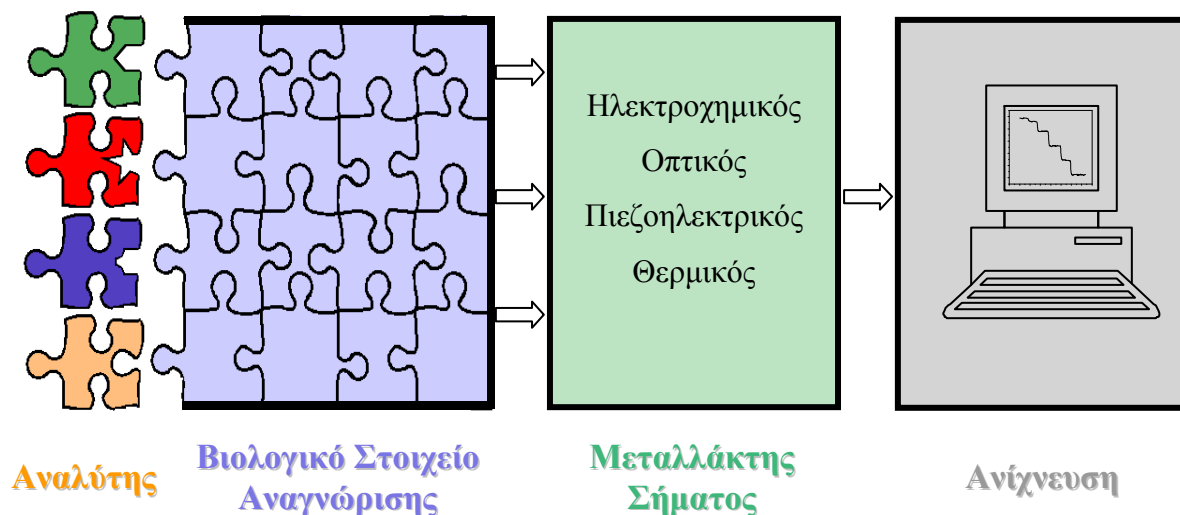 Ηλεκτροχημικός
Οπτικός
Πιεζοηλεκτρικός
Θερμικός
Αναλύτης
Βιολογικό Στοιχείο
Αναγνώρισης
Μεταλλάκτης
Σήματος
Ανίχνευση